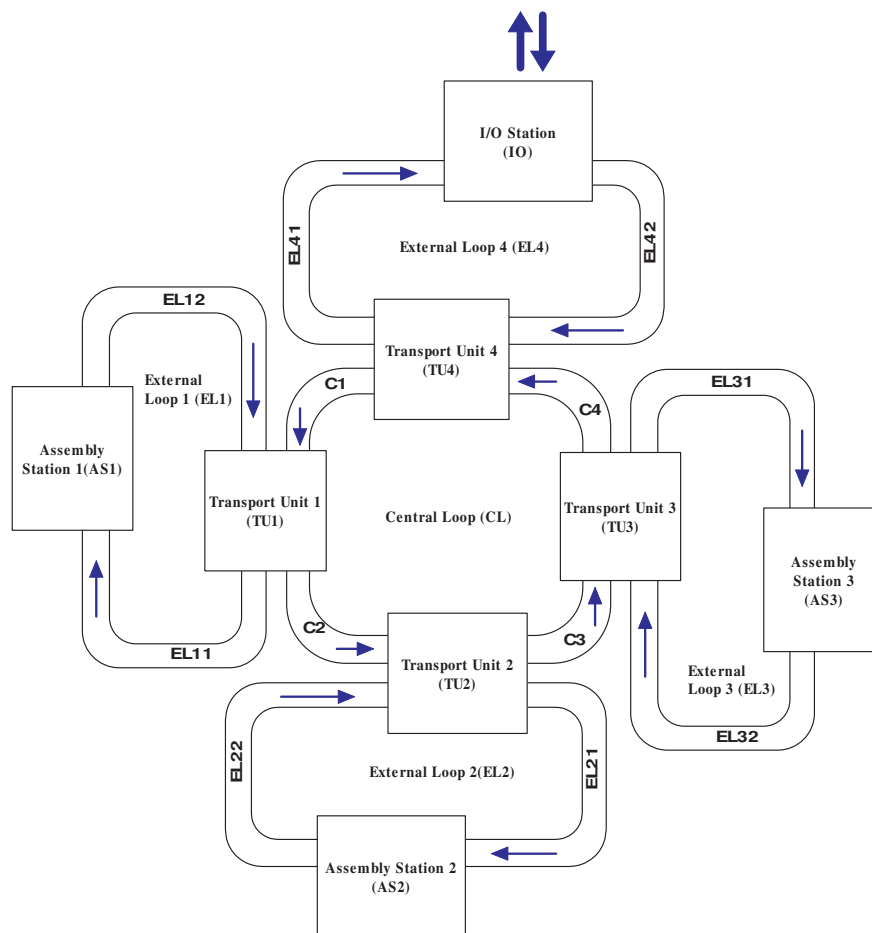 I/O Station
(IO)
EL41
External Loop 4 (EL4)
EL42
EL12
Transport Unit 4
(TU4)
External
Loop 1 (EL1)
C1
C4
EL31
Assembly
Station 1(AS1)
Transport Unit 1
(TU1)
Central Loop (CL)
Transport Unit 3
(TU3)
Assembly
Station 3
(AS3)
EL11
C2
Transport Unit 2
(TU2)
C3
External
Loop 3 (EL3)
EL32
EL22
External Loop 2(EL2)
EL21
Assembly Station 2
(AS2)